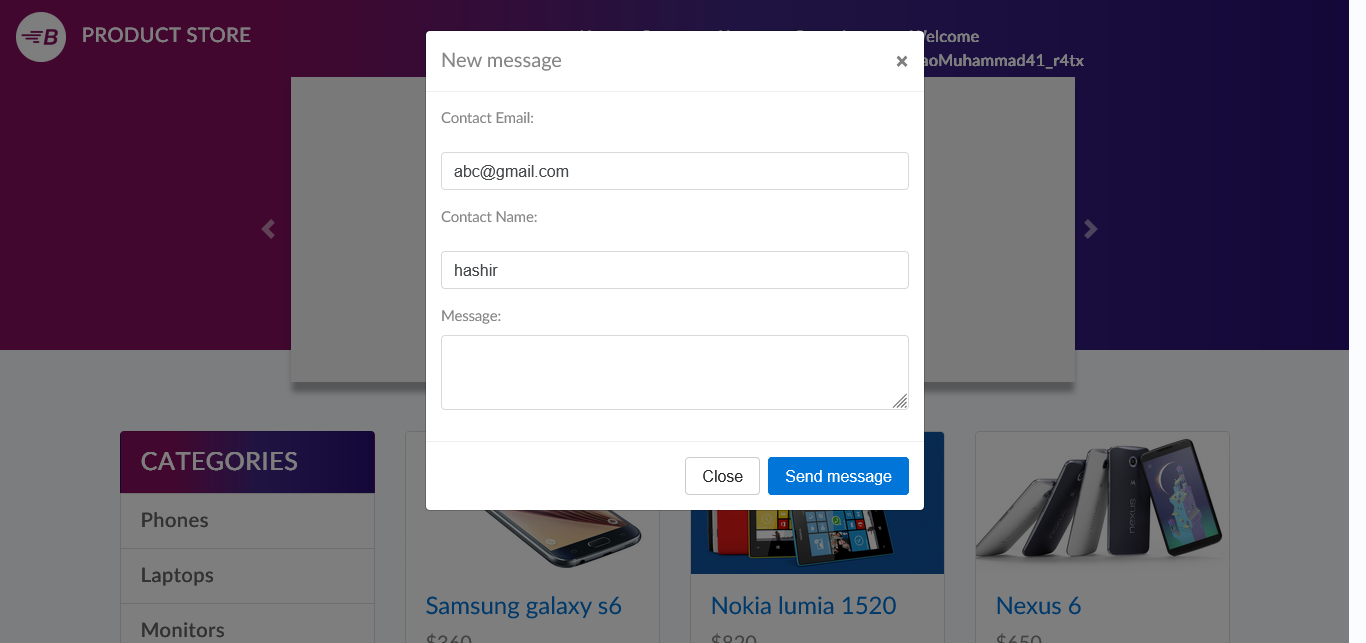 B PRODUCT STORE
Welcome
aoMuhammad41_r4tx
New message
×
Contact Email:
abc@gmail.com
Contact Name:
hashir
Message:
Close
Send message
CATEGORIES
Phones
Laptops
Monitors
Samsung galaxy s6
$360
Nokia lumia 1520
$820
nexus
Nexus 6
$650